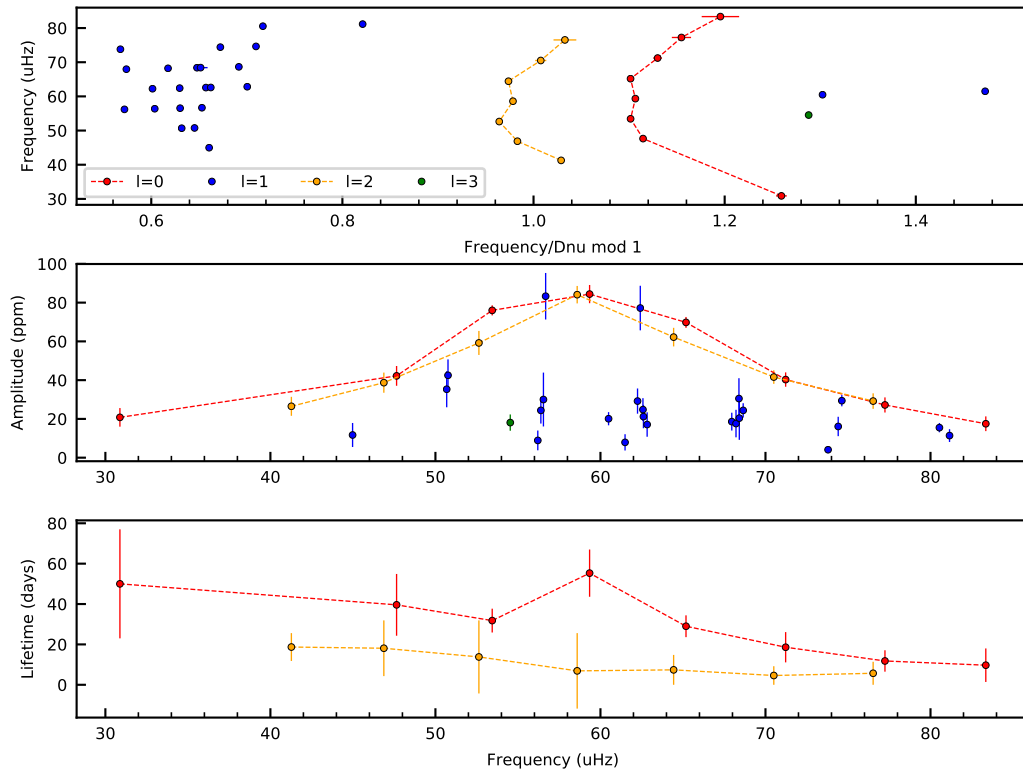 80
70
60
50
40
30
Frequency (uHz)
l=0 l=1 l=2 l=3
0.6 0.8 1.0 1.2 1.4
Frequency/Dnu mod 1
100
80
60
40
20
0
Amplitude (ppm)
30 40 50 60 70 80
80
60
40
20
0
Lifetime (days)
30 40 50 60 70 80
Frequency (uHz)